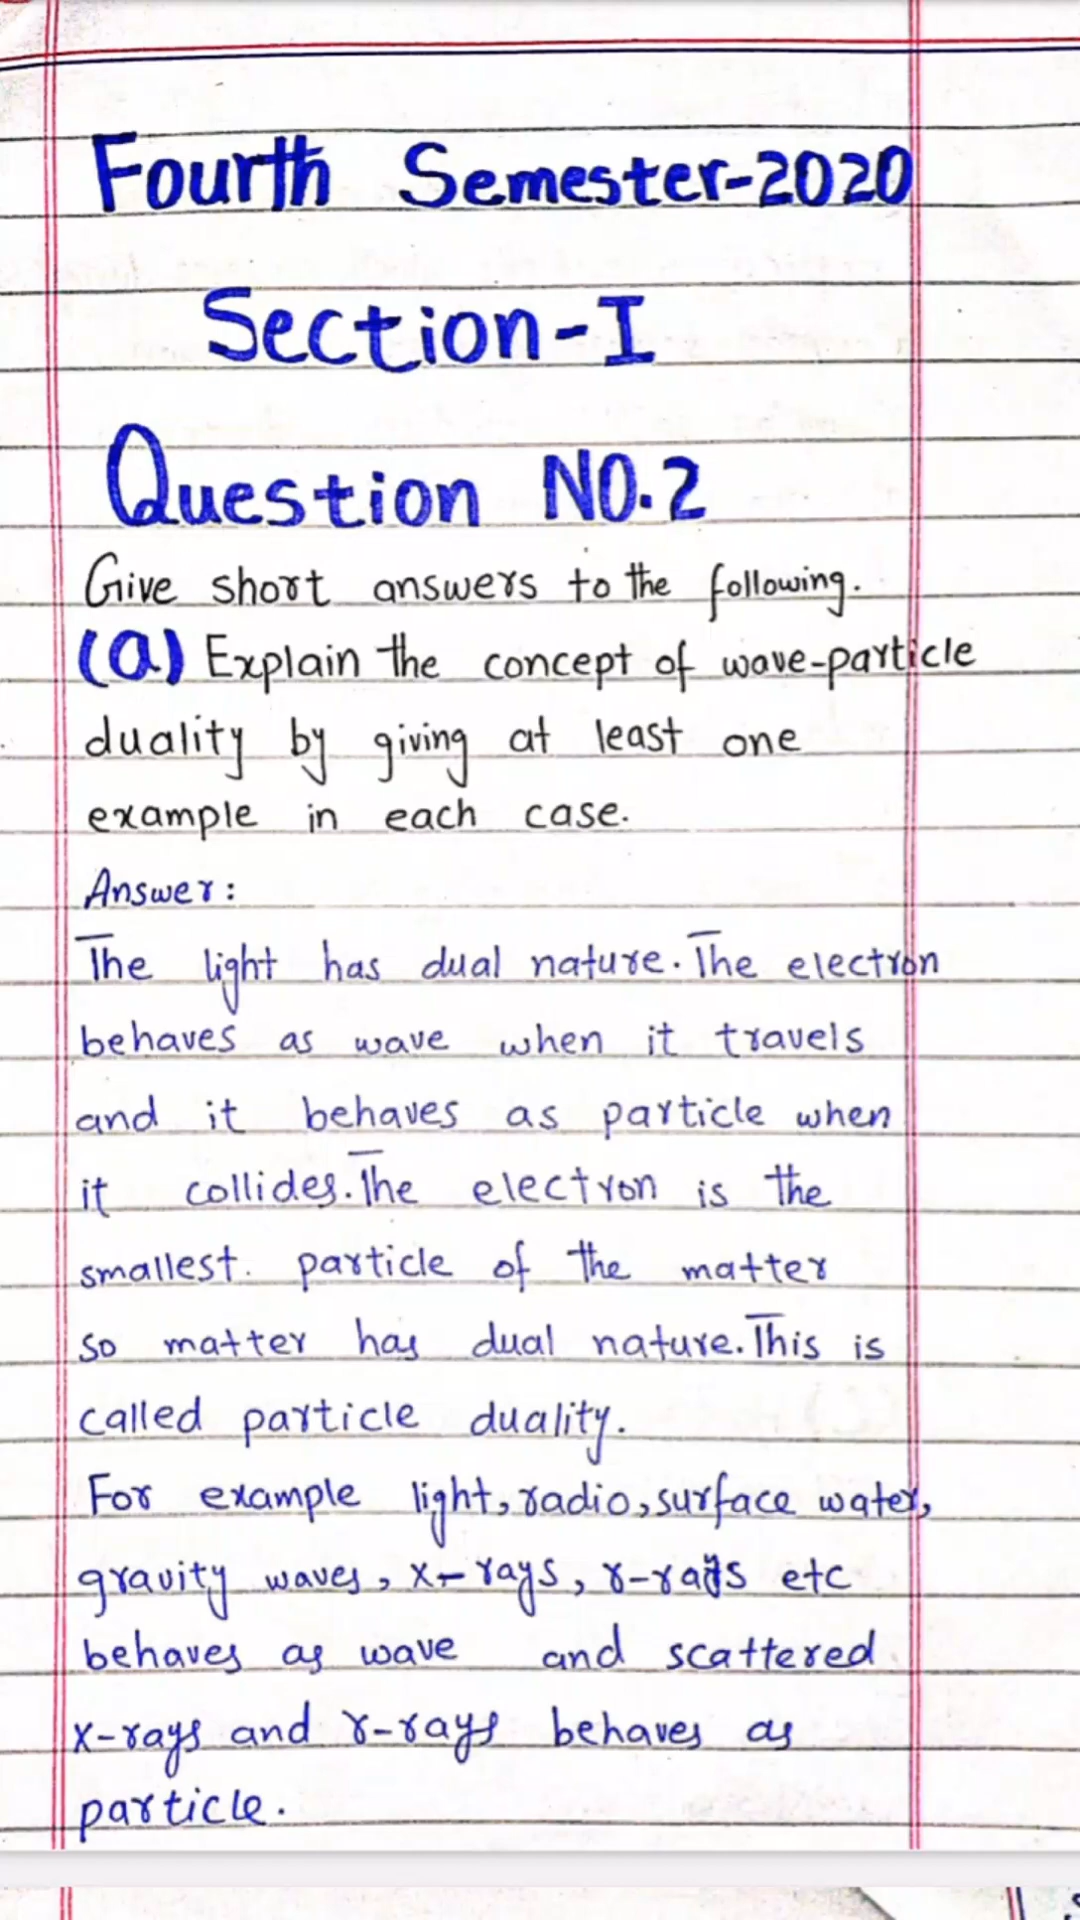 Fourth Semester-2020
Section-I
Question NO.2
Give short answers to the following.
(a) Explain the concept of wave-particle
duality by giving at least one
example in each case.
Answer:
The light has dual nature. The electron
behaves as wave when it travels
and it behaves as particle when
it collides. The electron is the
smallest particle of the matter
so matter has dual nature. This is
called particle duality.
For example light, radio, surface water,
gravity waves, x-rays, γ-rays etc
behaves as wave and scattered
x-rays and γ-rays behaves as
particle.